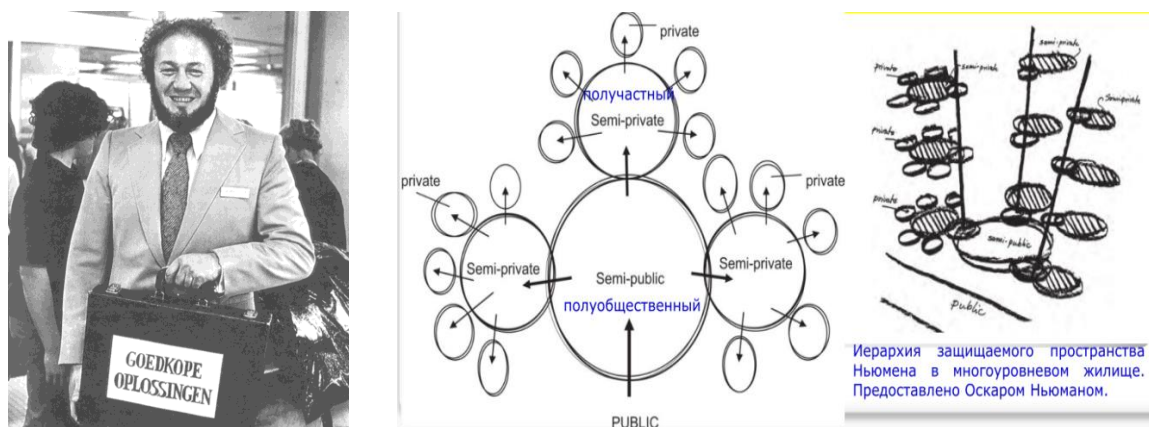 GOEDKOPE
OPLOSSINGEN
private
получастный
Semi-private
private
private
Semi-private
Semi-public
Semi-private
полуобщественный
PUBLIC
semi-private
semi-private
private
Semiprivate
private
private
semi-public
Public
Иерархия защищаемого пространства
Ньюмена в многоуровневом жилище.
Предоставлено Оскаром Ньюманом.